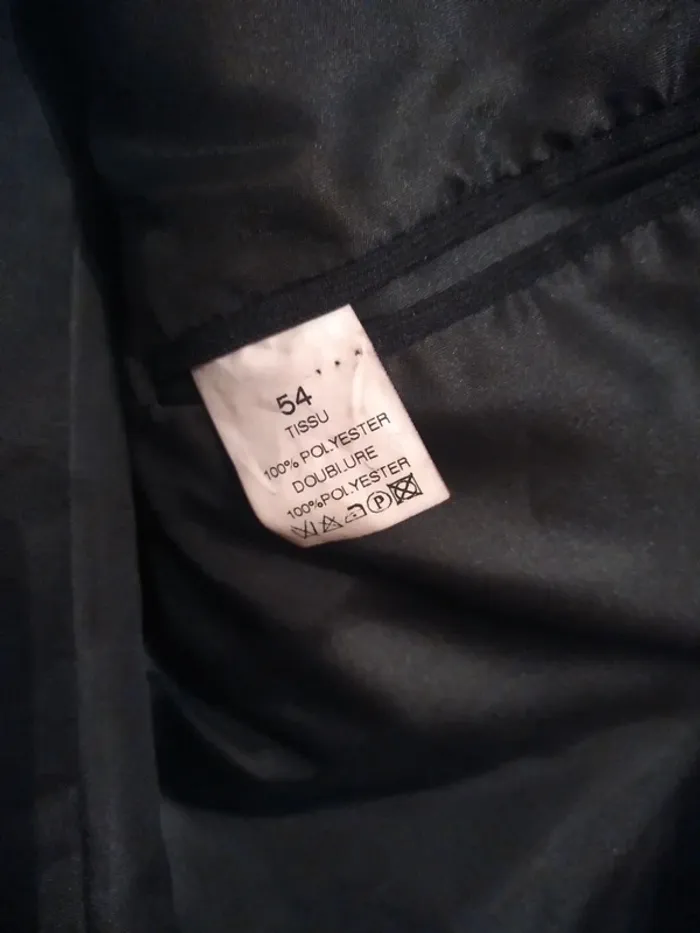 54
TISSU
100% POLYESTER
DOUBLURE
100%POLYESTER
P